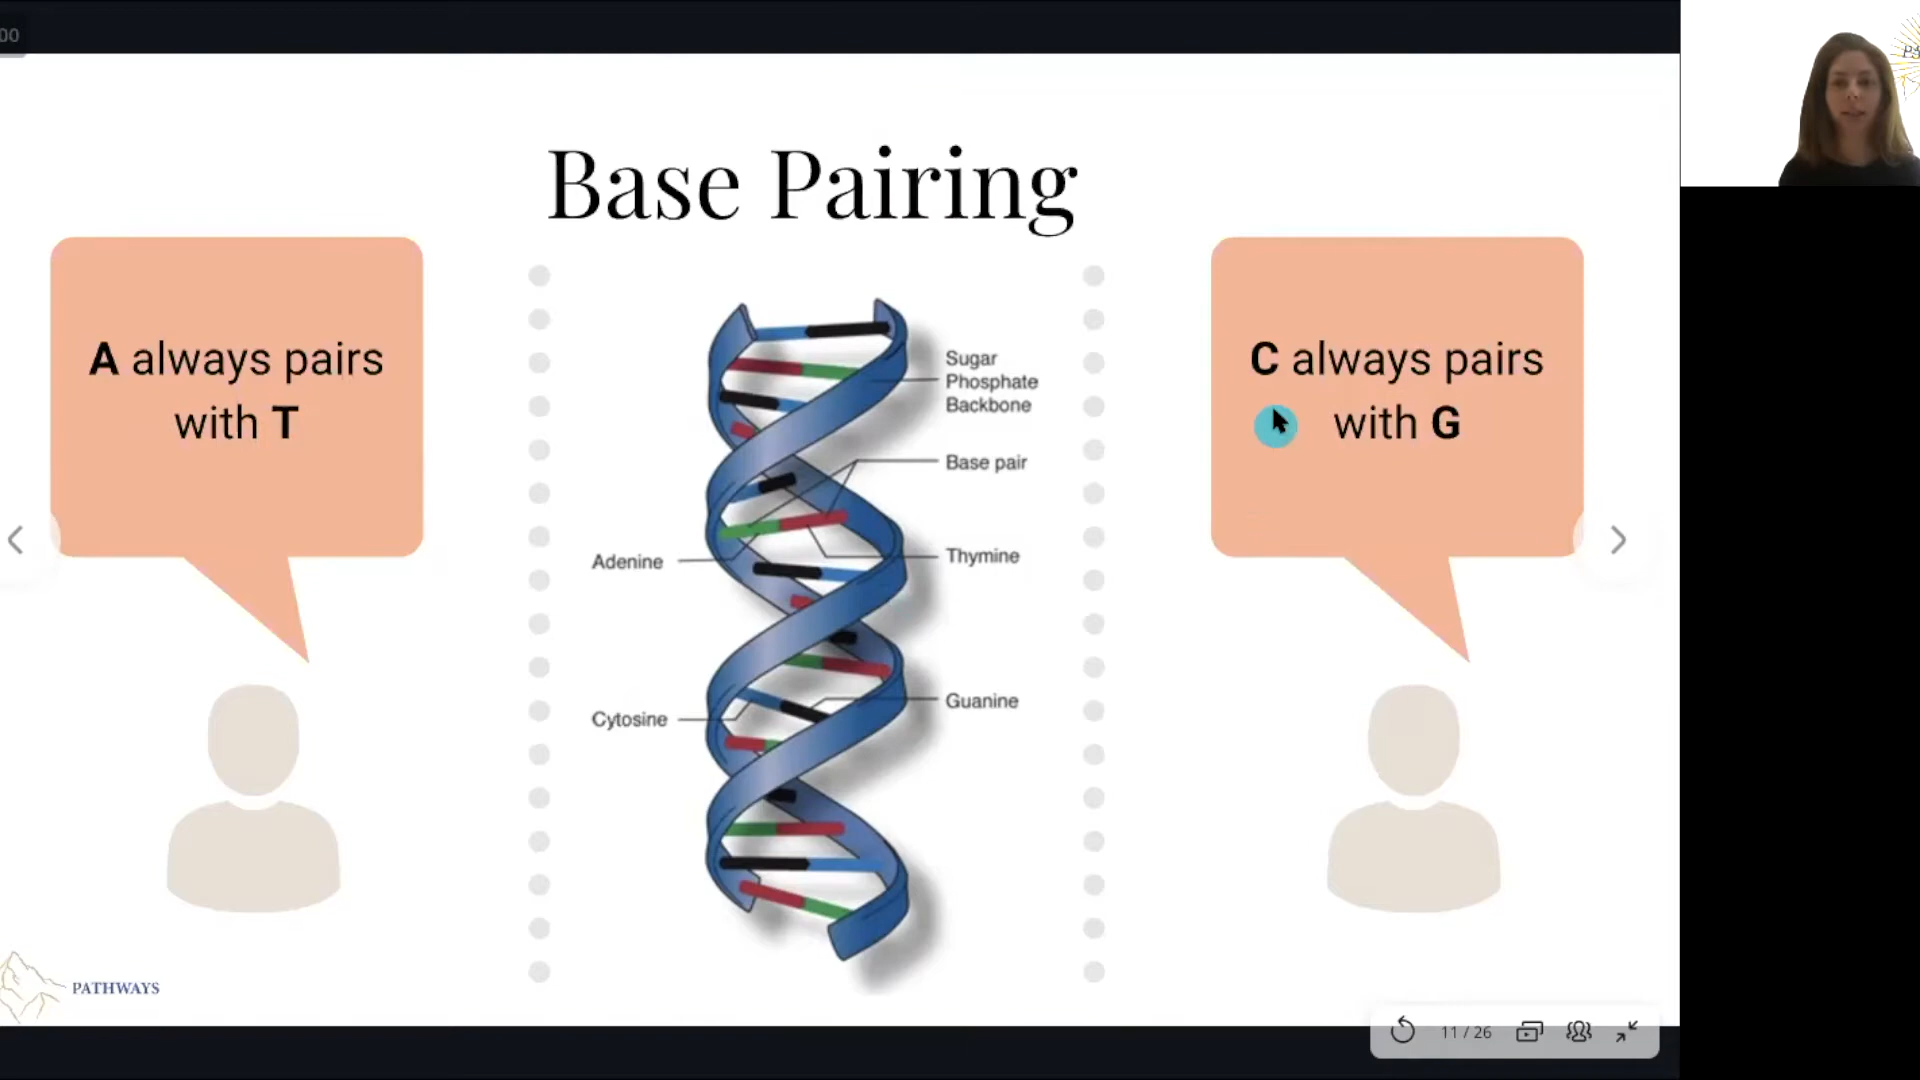 00
PA
Base Pairing
A always pairs
with T
C always pairs
with G
Sugar
Phosphate
Backbone
Base pair
Adenine
Thymine
Cytosine
Guanine
PATHWAYS
11 / 26